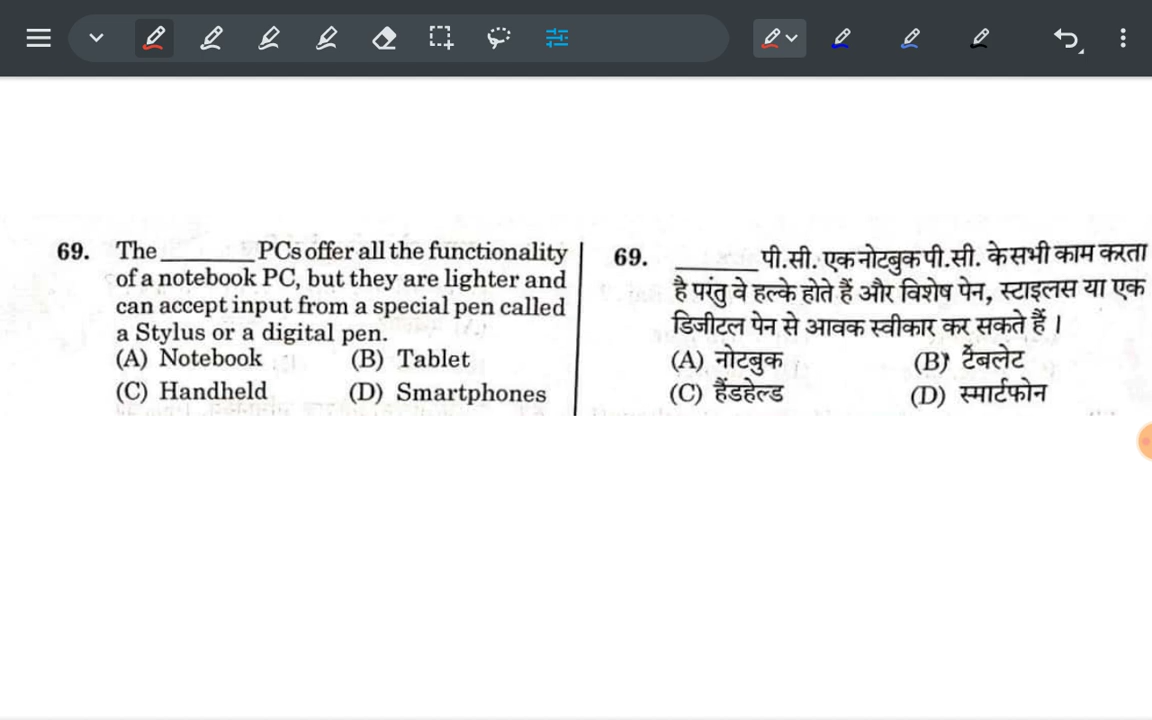 69. The ________ PCs offer all the functionality
of a notebook PC, but they are lighter and
can accept input from a special pen called
a Stylus or a digital pen.
(A) Notebook (B) Tablet
(C) Handheld (D) Smartphones
69. ________ पी.सी. एक नोटबुक पी.सी. के सभी काम करता
है परंतु वे हल्के होते हैं और विशेष पेन, स्टाइलस या एक
डिजीटल पेन से आवक स्वीकार कर सकते हैं ।
(A) नोटबुक (B) टॅबलेट
(C) हैंडहेल्ड (D) स्मार्टफोन